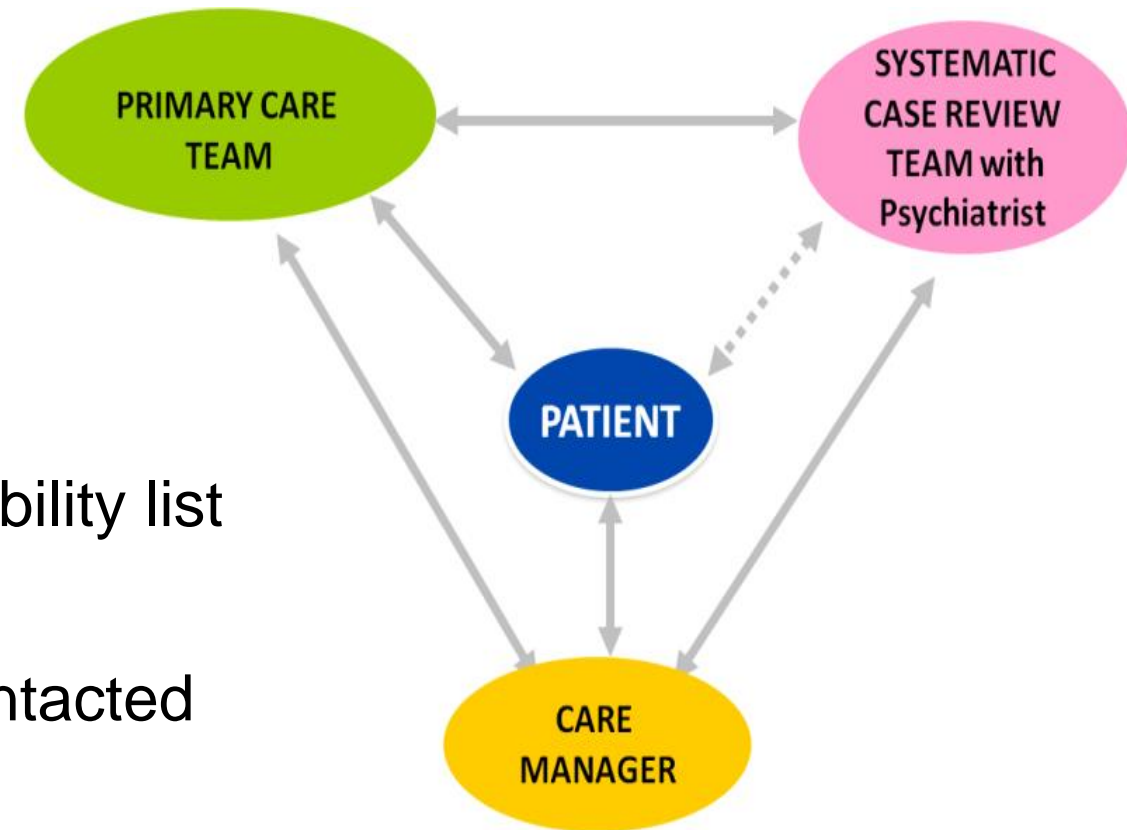 PRIMARY CARE
TEAM
SYSTEMATIC
CASE REVIEW
TEAM with
Psychiatrist
PATIENT
bility list
ntacted
CARE
MANAGER